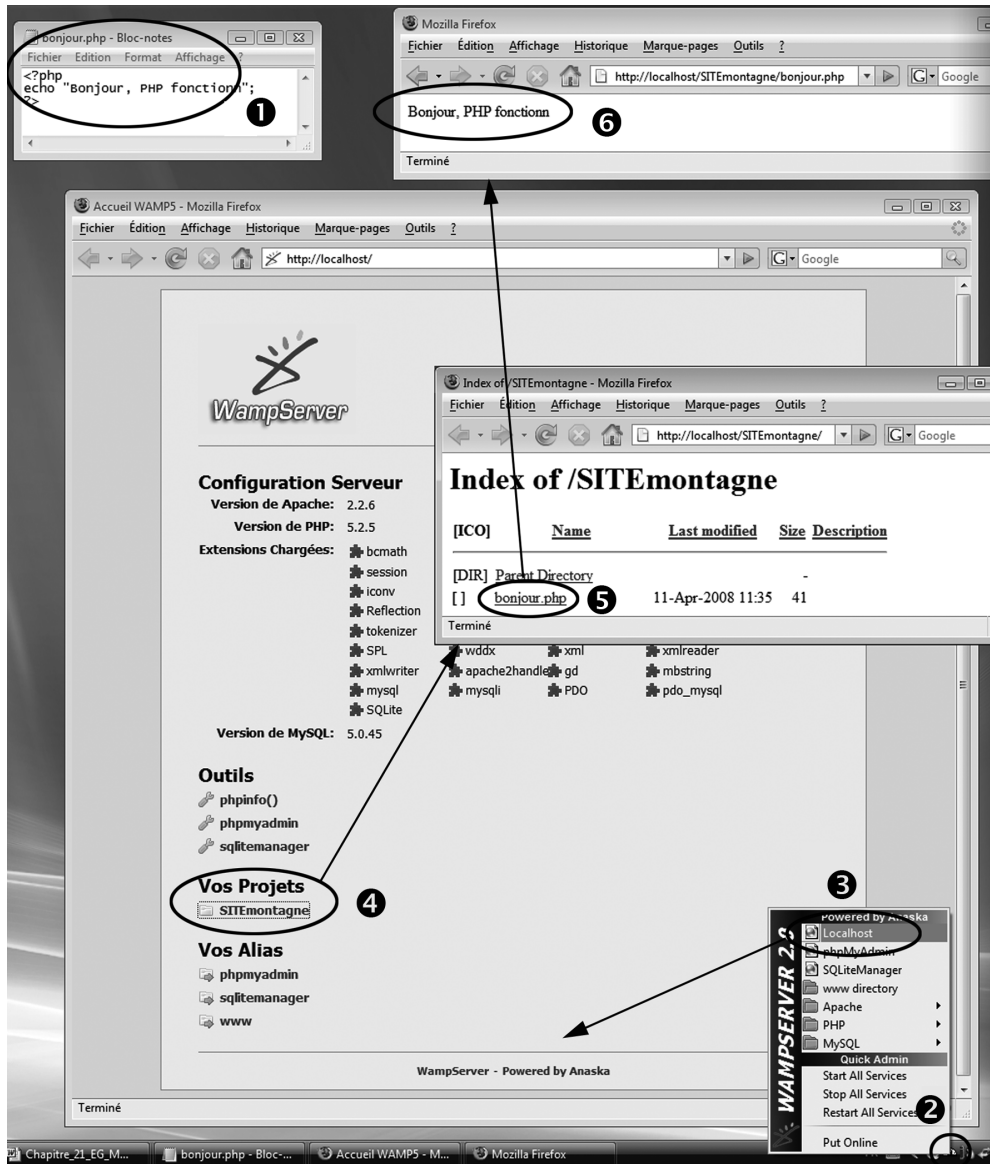 bonjour.php - Bloc-notes
Fichier Edition Format Affichage ?
<?php
echo "Bonjour, PHP fonctionn";
?>
1
Mozilla Firefox
Fichier Édition Affichage Historique Marque-pages Outils ?
http://localhost/SITEmontagne/bonjour.php
G Google
Bonjour, PHP fonctionn
6
Terminé
Accueil WAMP5 - Mozilla Firefox
Fichier Édition Affichage Historique Marque-pages Outils ?
http://localhost/
G Google
WampServer
Configuration Serveur
Version de Apache: 2.2.6
Version de PHP: 5.2.5
Extensions Chargées: bcmath
session
iconv
Reflection
tokenizer
SPL wddx xml xmlreader
xmlwriter apache2handle gd mbstring
mysql mysqli PDO pdo_mysql
SQLite
Version de MySQL: 5.0.45
Index of /SITEmontagne - Mozilla Firefox
Fichier Édition Affichage Historique Marque-pages Outils ?
http://localhost/SITEmontagne/
G Google
Index of /SITEmontagne
[ICO] Name Last modified Size Description
[DIR] Parent Directory -
[ ] bonjour.php 11-Apr-2008 11:35 41
5
Terminé
Outils
phpinfo()
phpmyadmin
sqlitemanager
Vos Projets
SITEmontagne
4
Vos Alias
phpmyadmin
sqlitemanager
www
WampServer - Powered by Anaska
Terminé
3
WAMPSERVER 2.0
Powered by Anaska
Localhost
phpMyAdmin
SQLiteManager
www directory
Apache
PHP
MySQL
Quick Admin
Start All Services
Stop All Services
Restart All Services
2
Put Online
Chapitre_21_EG_M...
bonjour.php - Bloc-...
Accueil WAMP5 - M...
Mozilla Firefox